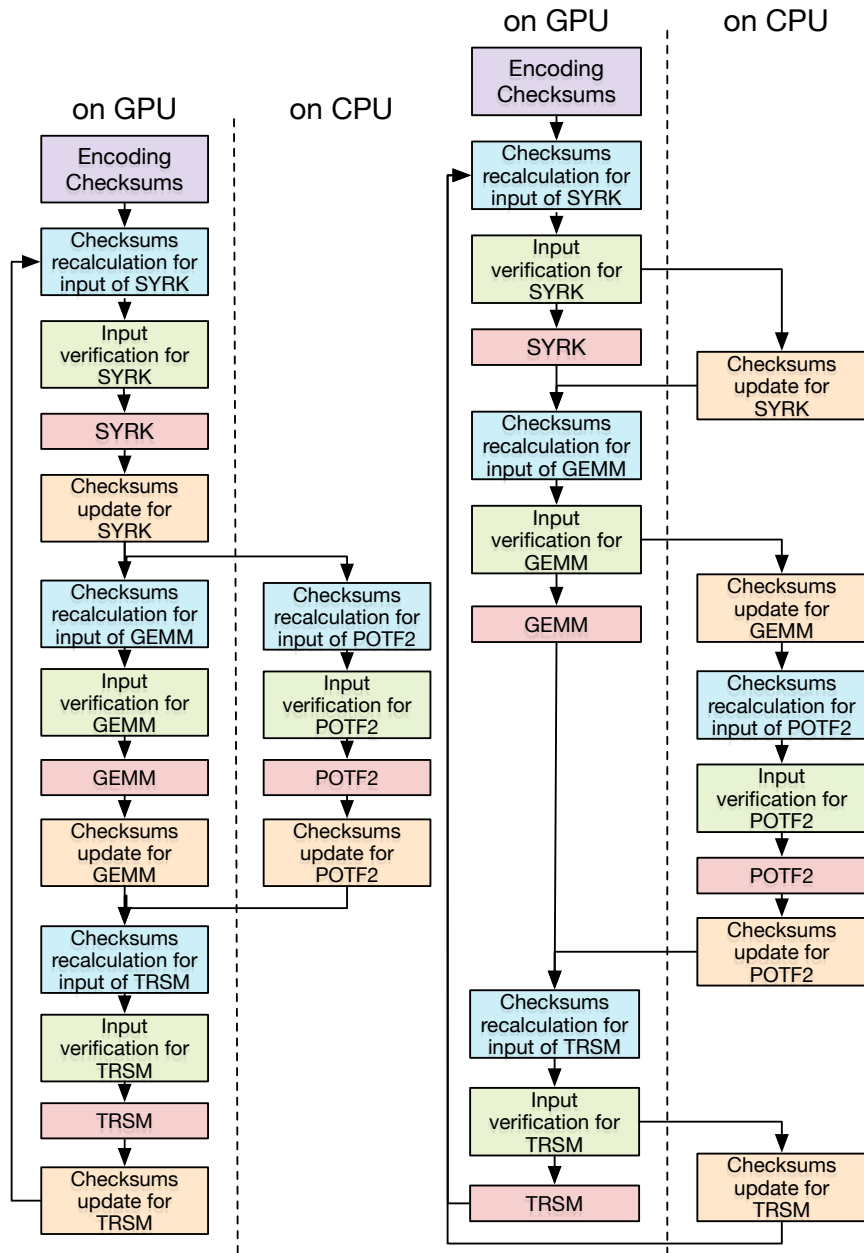 on GPU
on CPU
Encoding
Checksums
Checksums
recalculation for
input of SYRK
Input
verification for
SYRK
SYRK
Checksums
update for
SYRK
Checksums
recalculation for
input of GEMM
Input
verification for
GEMM
GEMM
Checksums
update for
GEMM
Checksums
recalculation for
input of POTF2
Input
verification for
POTF2
POTF2
Checksums
update for
POTF2
Checksums
recalculation for
input of TRSM
Input
verification for
TRSM
TRSM
Checksums
update for
TRSM
on GPU
on CPU
Encoding
Checksums
Checksums
recalculation for
input of SYRK
Input
verification for
SYRK
SYRK
Checksums
update for
SYRK
Checksums
recalculation for
input of GEMM
Input
verification for
GEMM
GEMM
Checksums
update for
GEMM
Checksums
recalculation for
input of POTF2
Input
verification for
POTF2
POTF2
Checksums
update for
POTF2
Checksums
recalculation for
input of TRSM
Input
verification for
TRSM
TRSM
Checksums
update for
TRSM